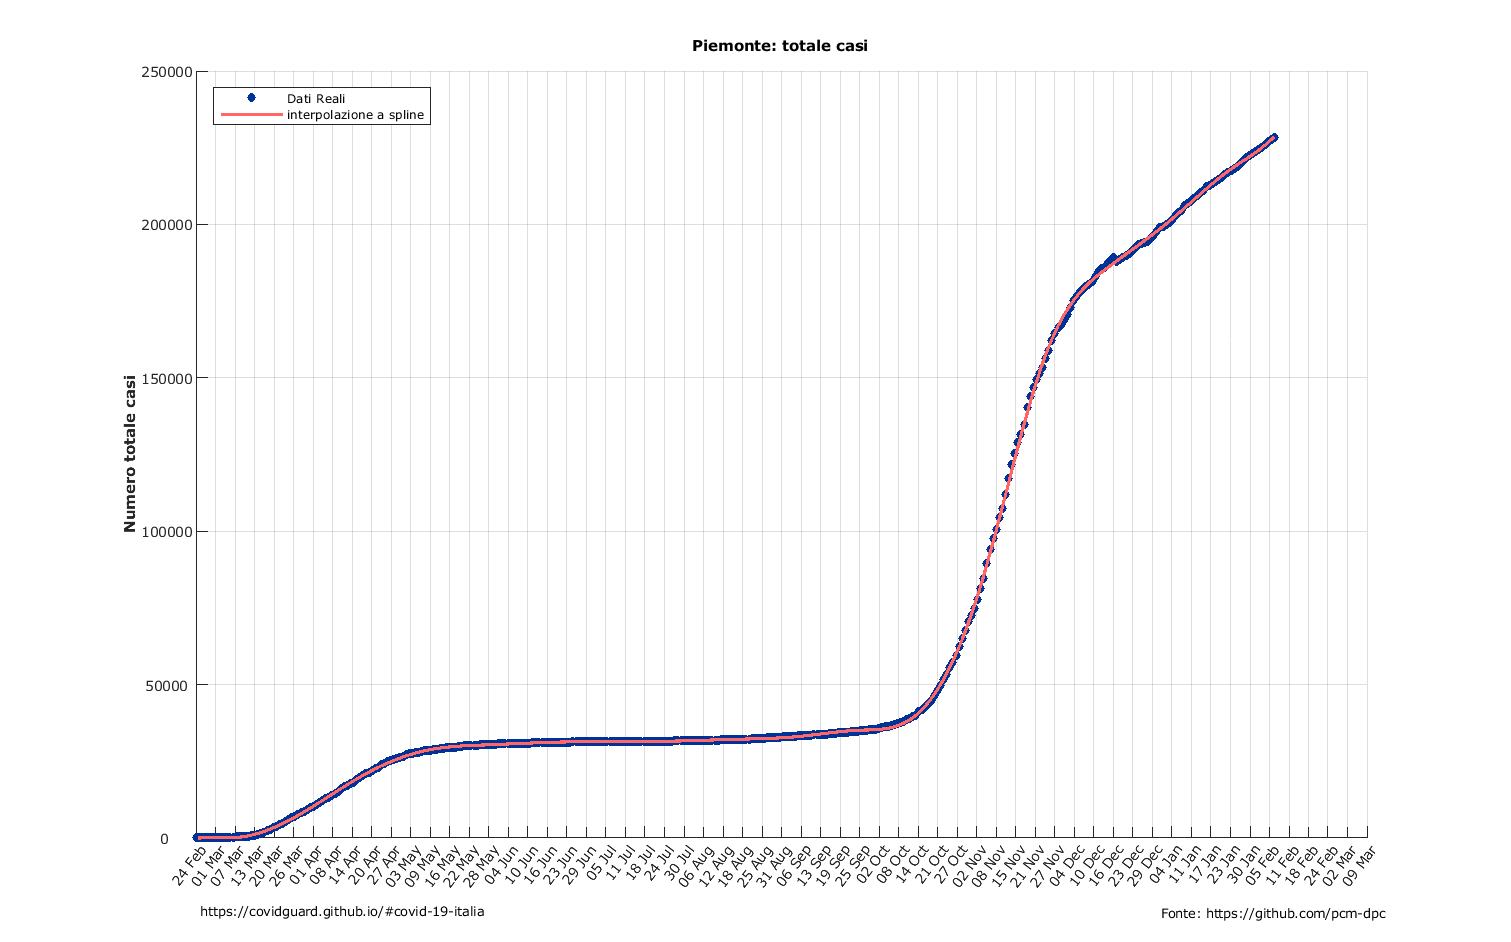 Piemonte: totale casi
250000
200000
150000
100000
50000
0
Numero totale casi
Dati Reali
interpolazione a spline
24 Feb
01 Mar
07 Mar
13 Mar
20 Mar
26 Mar
01 Apr
08 Apr
14 Apr
20 Apr
27 Apr
03 May
09 May
16 May
22 May
28 May
04 Jun
10 Jun
16 Jun
23 Jun
29 Jun
05 Jul
11 Jul
18 Jul
24 Jul
30 Jul
06 Aug
12 Aug
18 Aug
25 Aug
31 Aug
06 Sep
13 Sep
19 Sep
25 Sep
02 Oct
08 Oct
14 Oct
21 Oct
27 Oct
02 Nov
08 Nov
15 Nov
21 Nov
27 Nov
04 Dec
10 Dec
16 Dec
23 Dec
29 Dec
04 Jan
11 Jan
17 Jan
23 Jan
30 Jan
05 Feb
11 Feb
18 Feb
24 Feb
02 Mar
09 Mar
https://covidguard.github.io/#covid-19-italia
Fonte: https://github.com/pcm-dpc